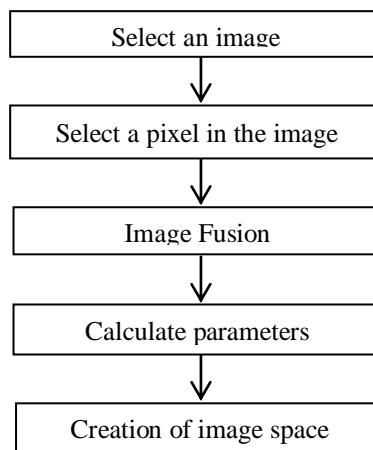 Select an image
Select a pixel in the image
Image Fusion
Calculate parameters
Creation of image space